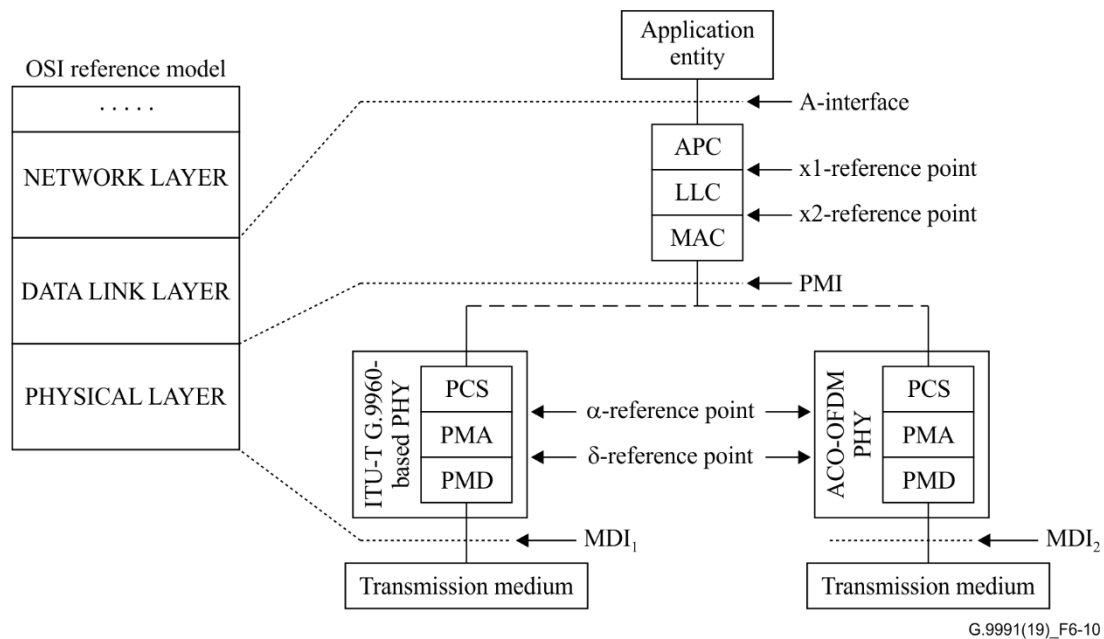 OSI reference model
. . . . .
NETWORK LAYER
DATA LINK LAYER
PHYSICAL LAYER
Application
entity
A-interface
APC
x1-reference point
LLC
x2-reference point
MAC
PMI
ITU-T G.9960-
based PHY
PCS
PMA
PMD
α-reference point
δ-reference point
ACO-OFDM
PHY
PCS
PMA
PMD
MDI₁
MDI₂
Transmission medium
Transmission medium
G.9991(19)_F6-10